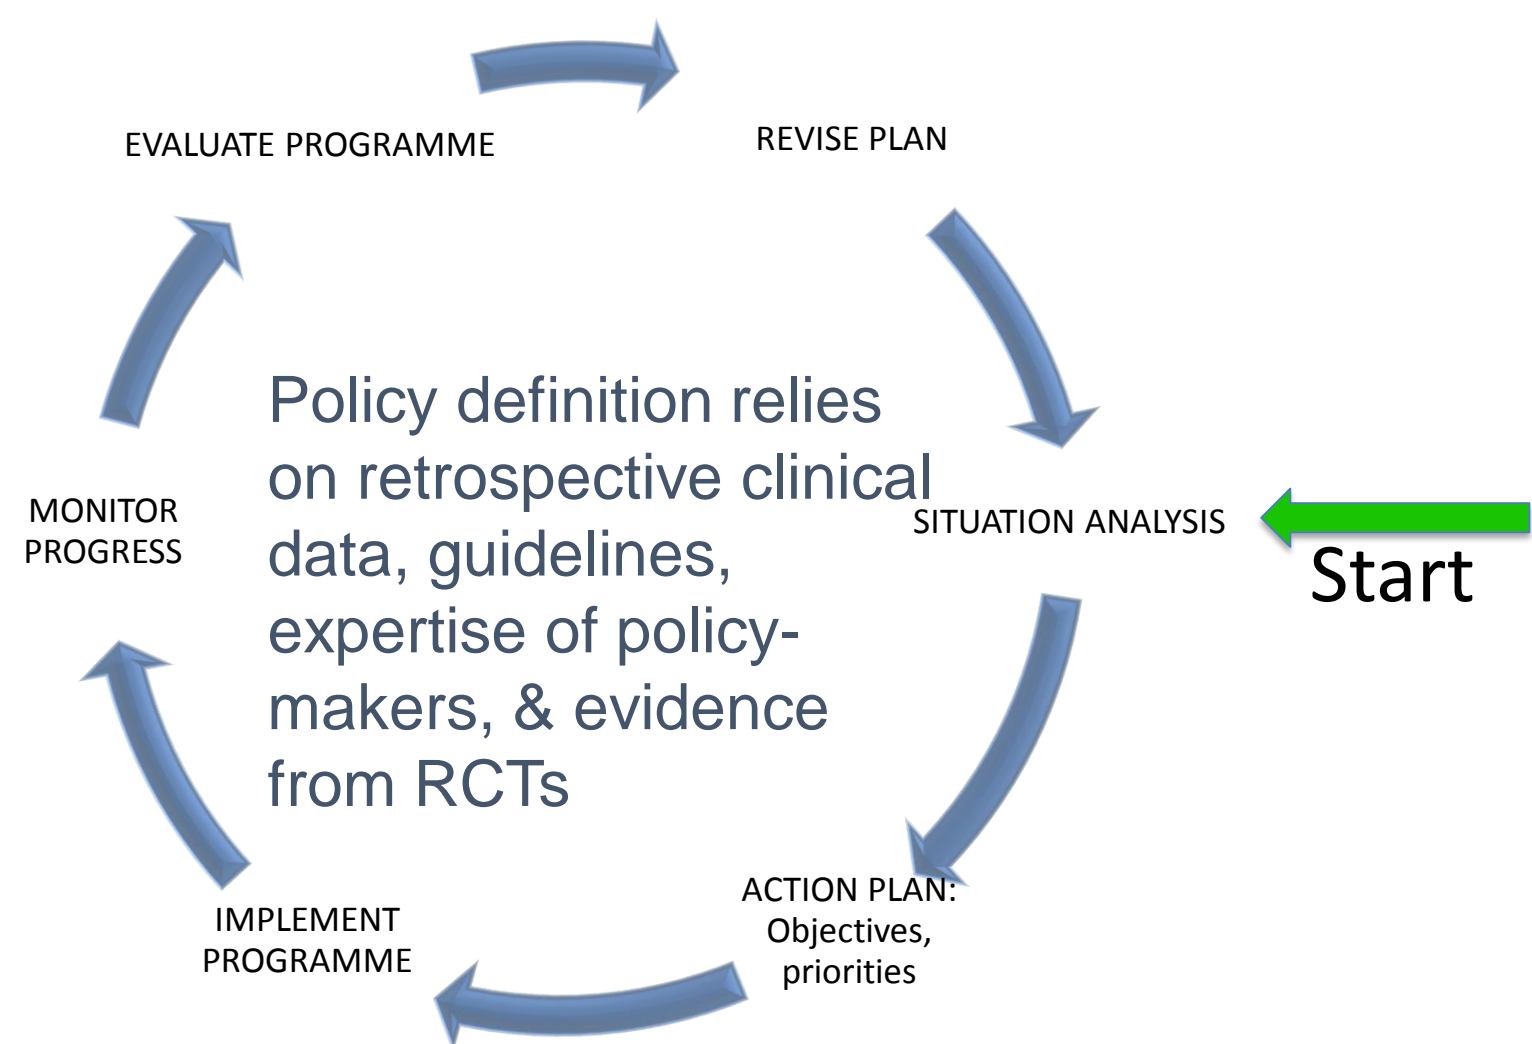 EVALUATE PROGRAMME
REVISE PLAN
Policy definition relies
on retrospective clinical
data, guidelines,
expertise of policy-
makers, & evidence
from RCTs
MONITOR
PROGRESS
SITUATION ANALYSIS
Start
ACTION PLAN:
Objectives,
priorities
IMPLEMENT
PROGRAMME